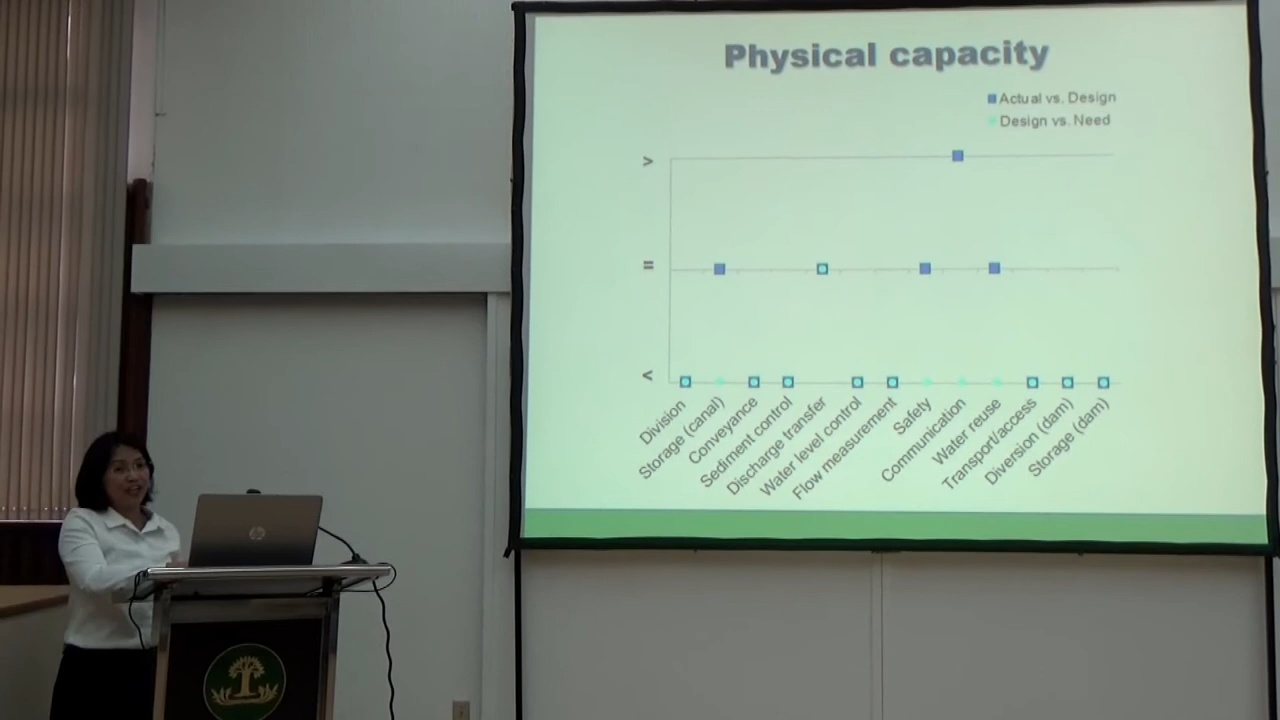 Physical capacity
Actual vs. Design
Design vs. Need
>
=
<
Division
Storage (canal)
Conveyance
Sediment control
Discharge transfer
Water level control
Flow measurement
Safety
Communication
Water reuse
Transport/access
Diversion (dam)
Storage (dam)
hp